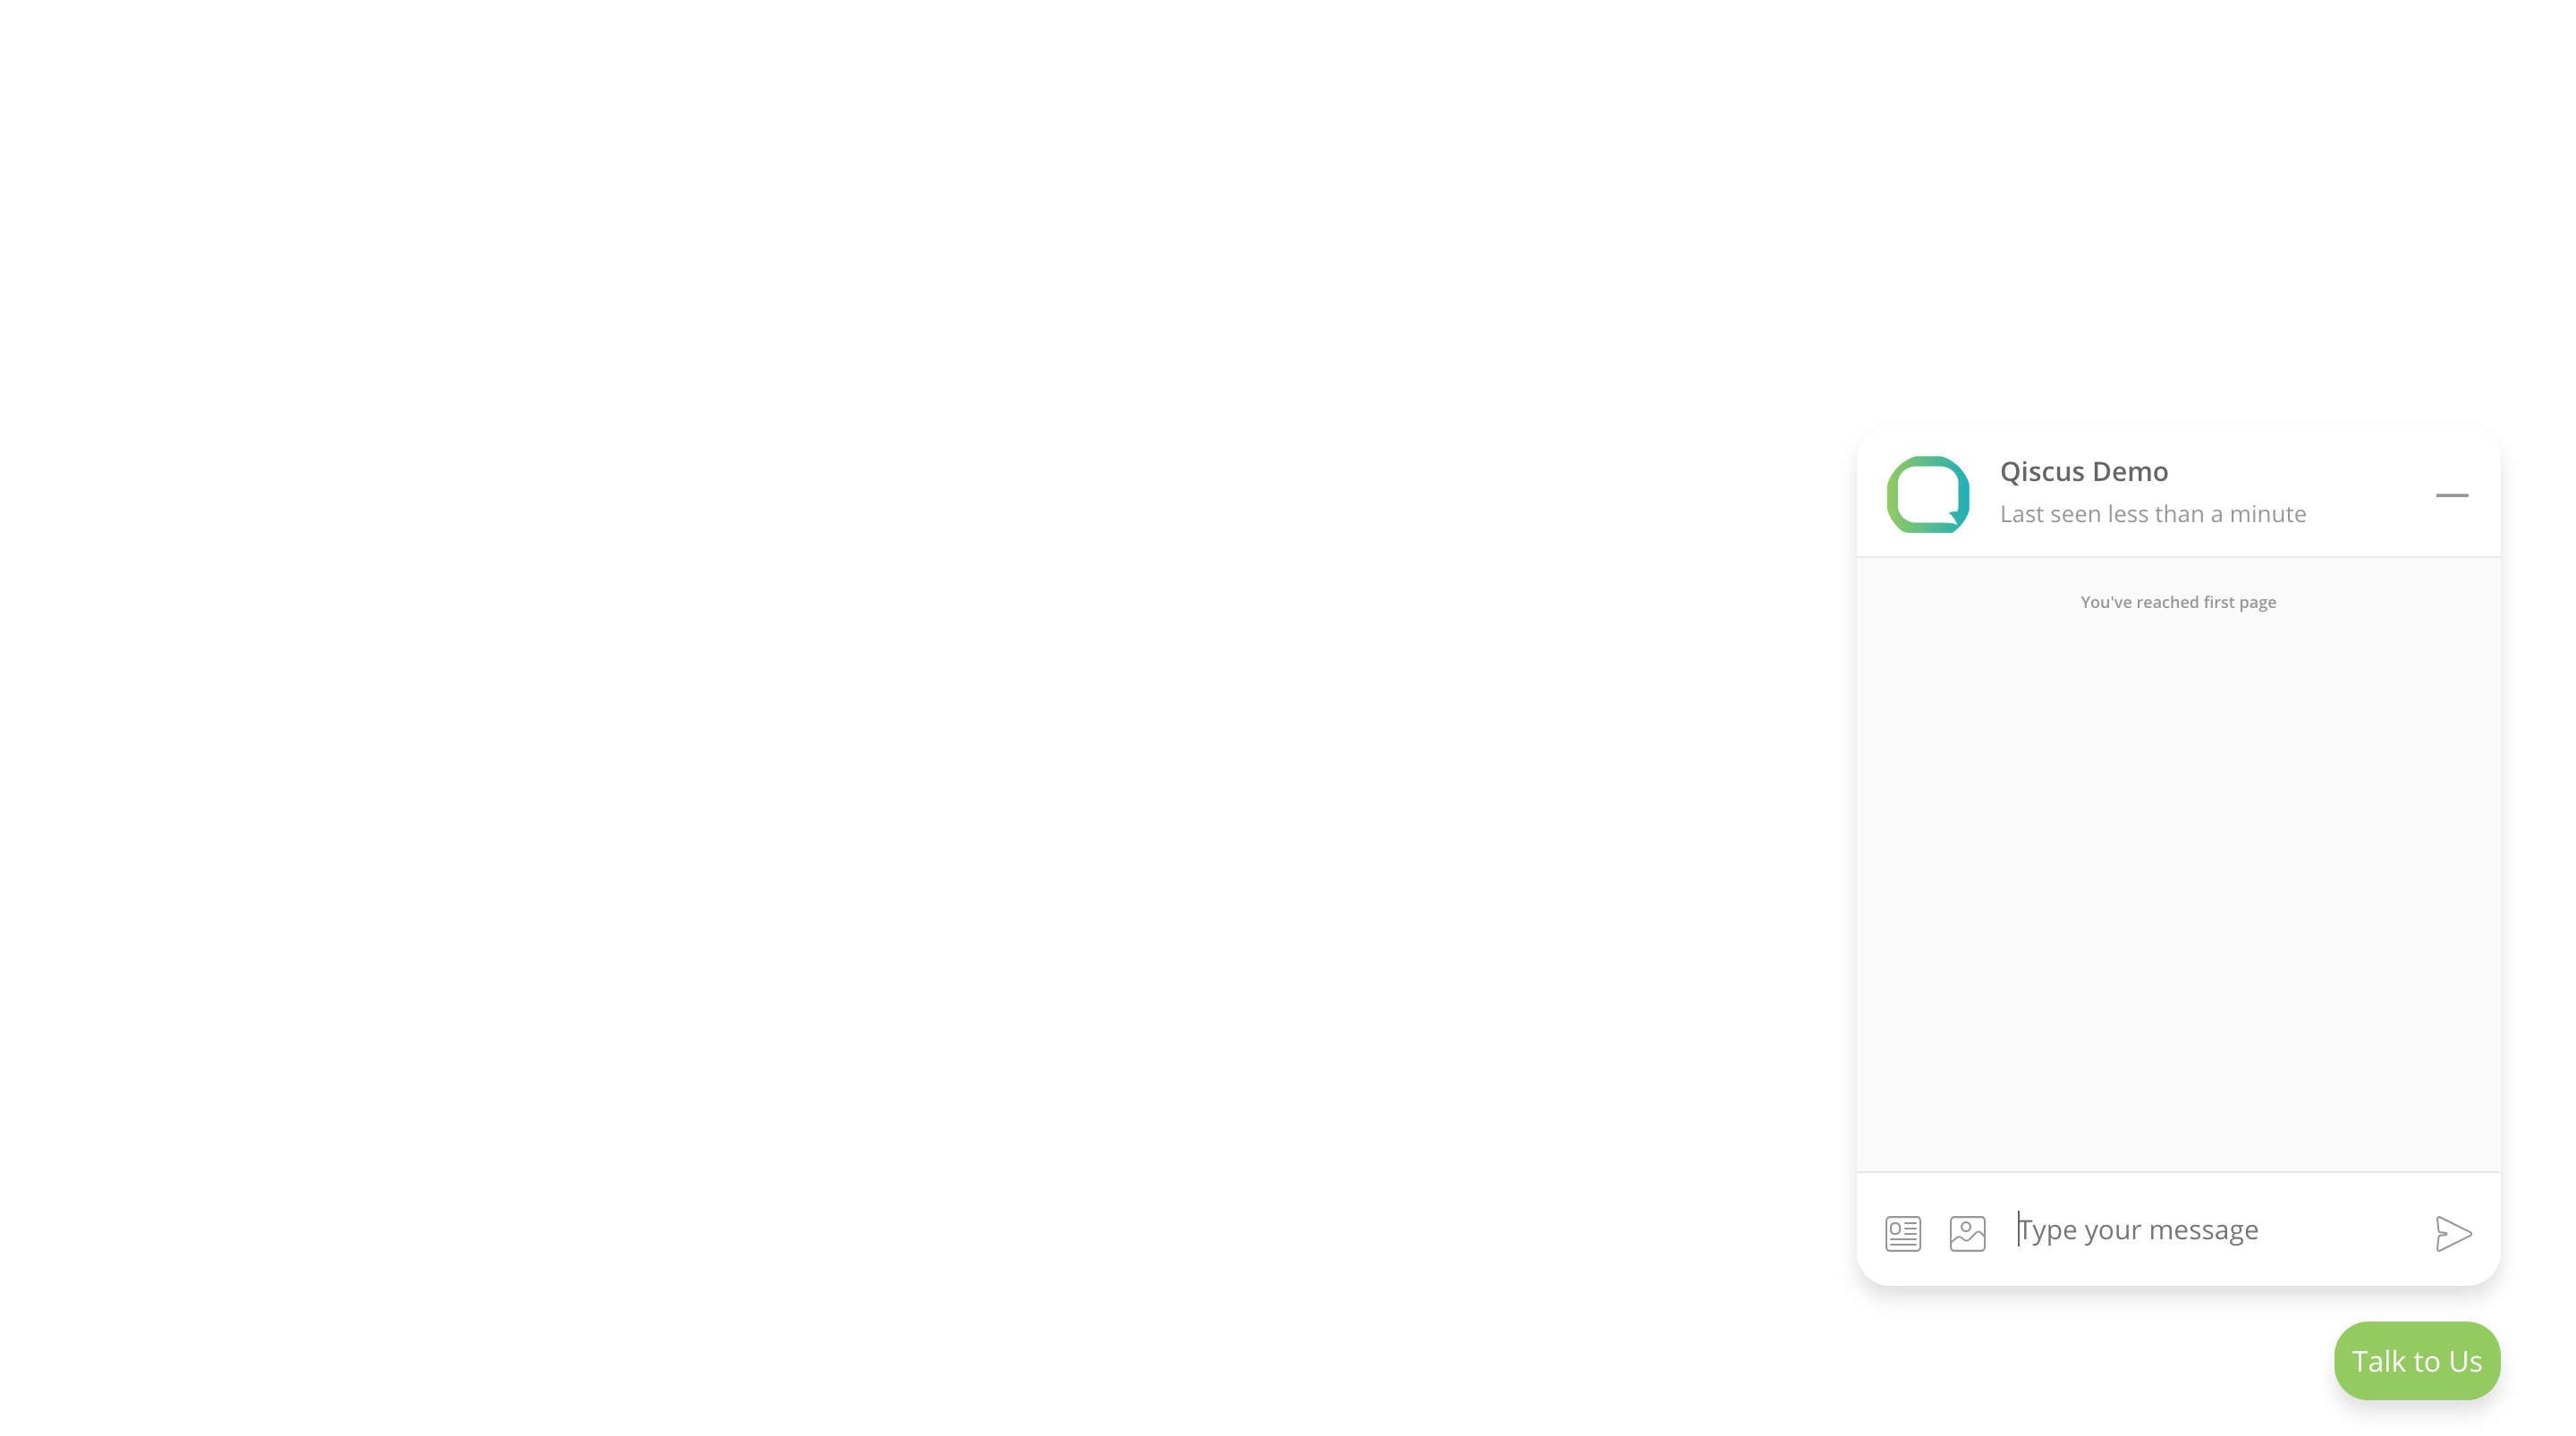 Qiscus Demo
Last seen less than a minute
You've reached first page
Type your message
Talk to Us